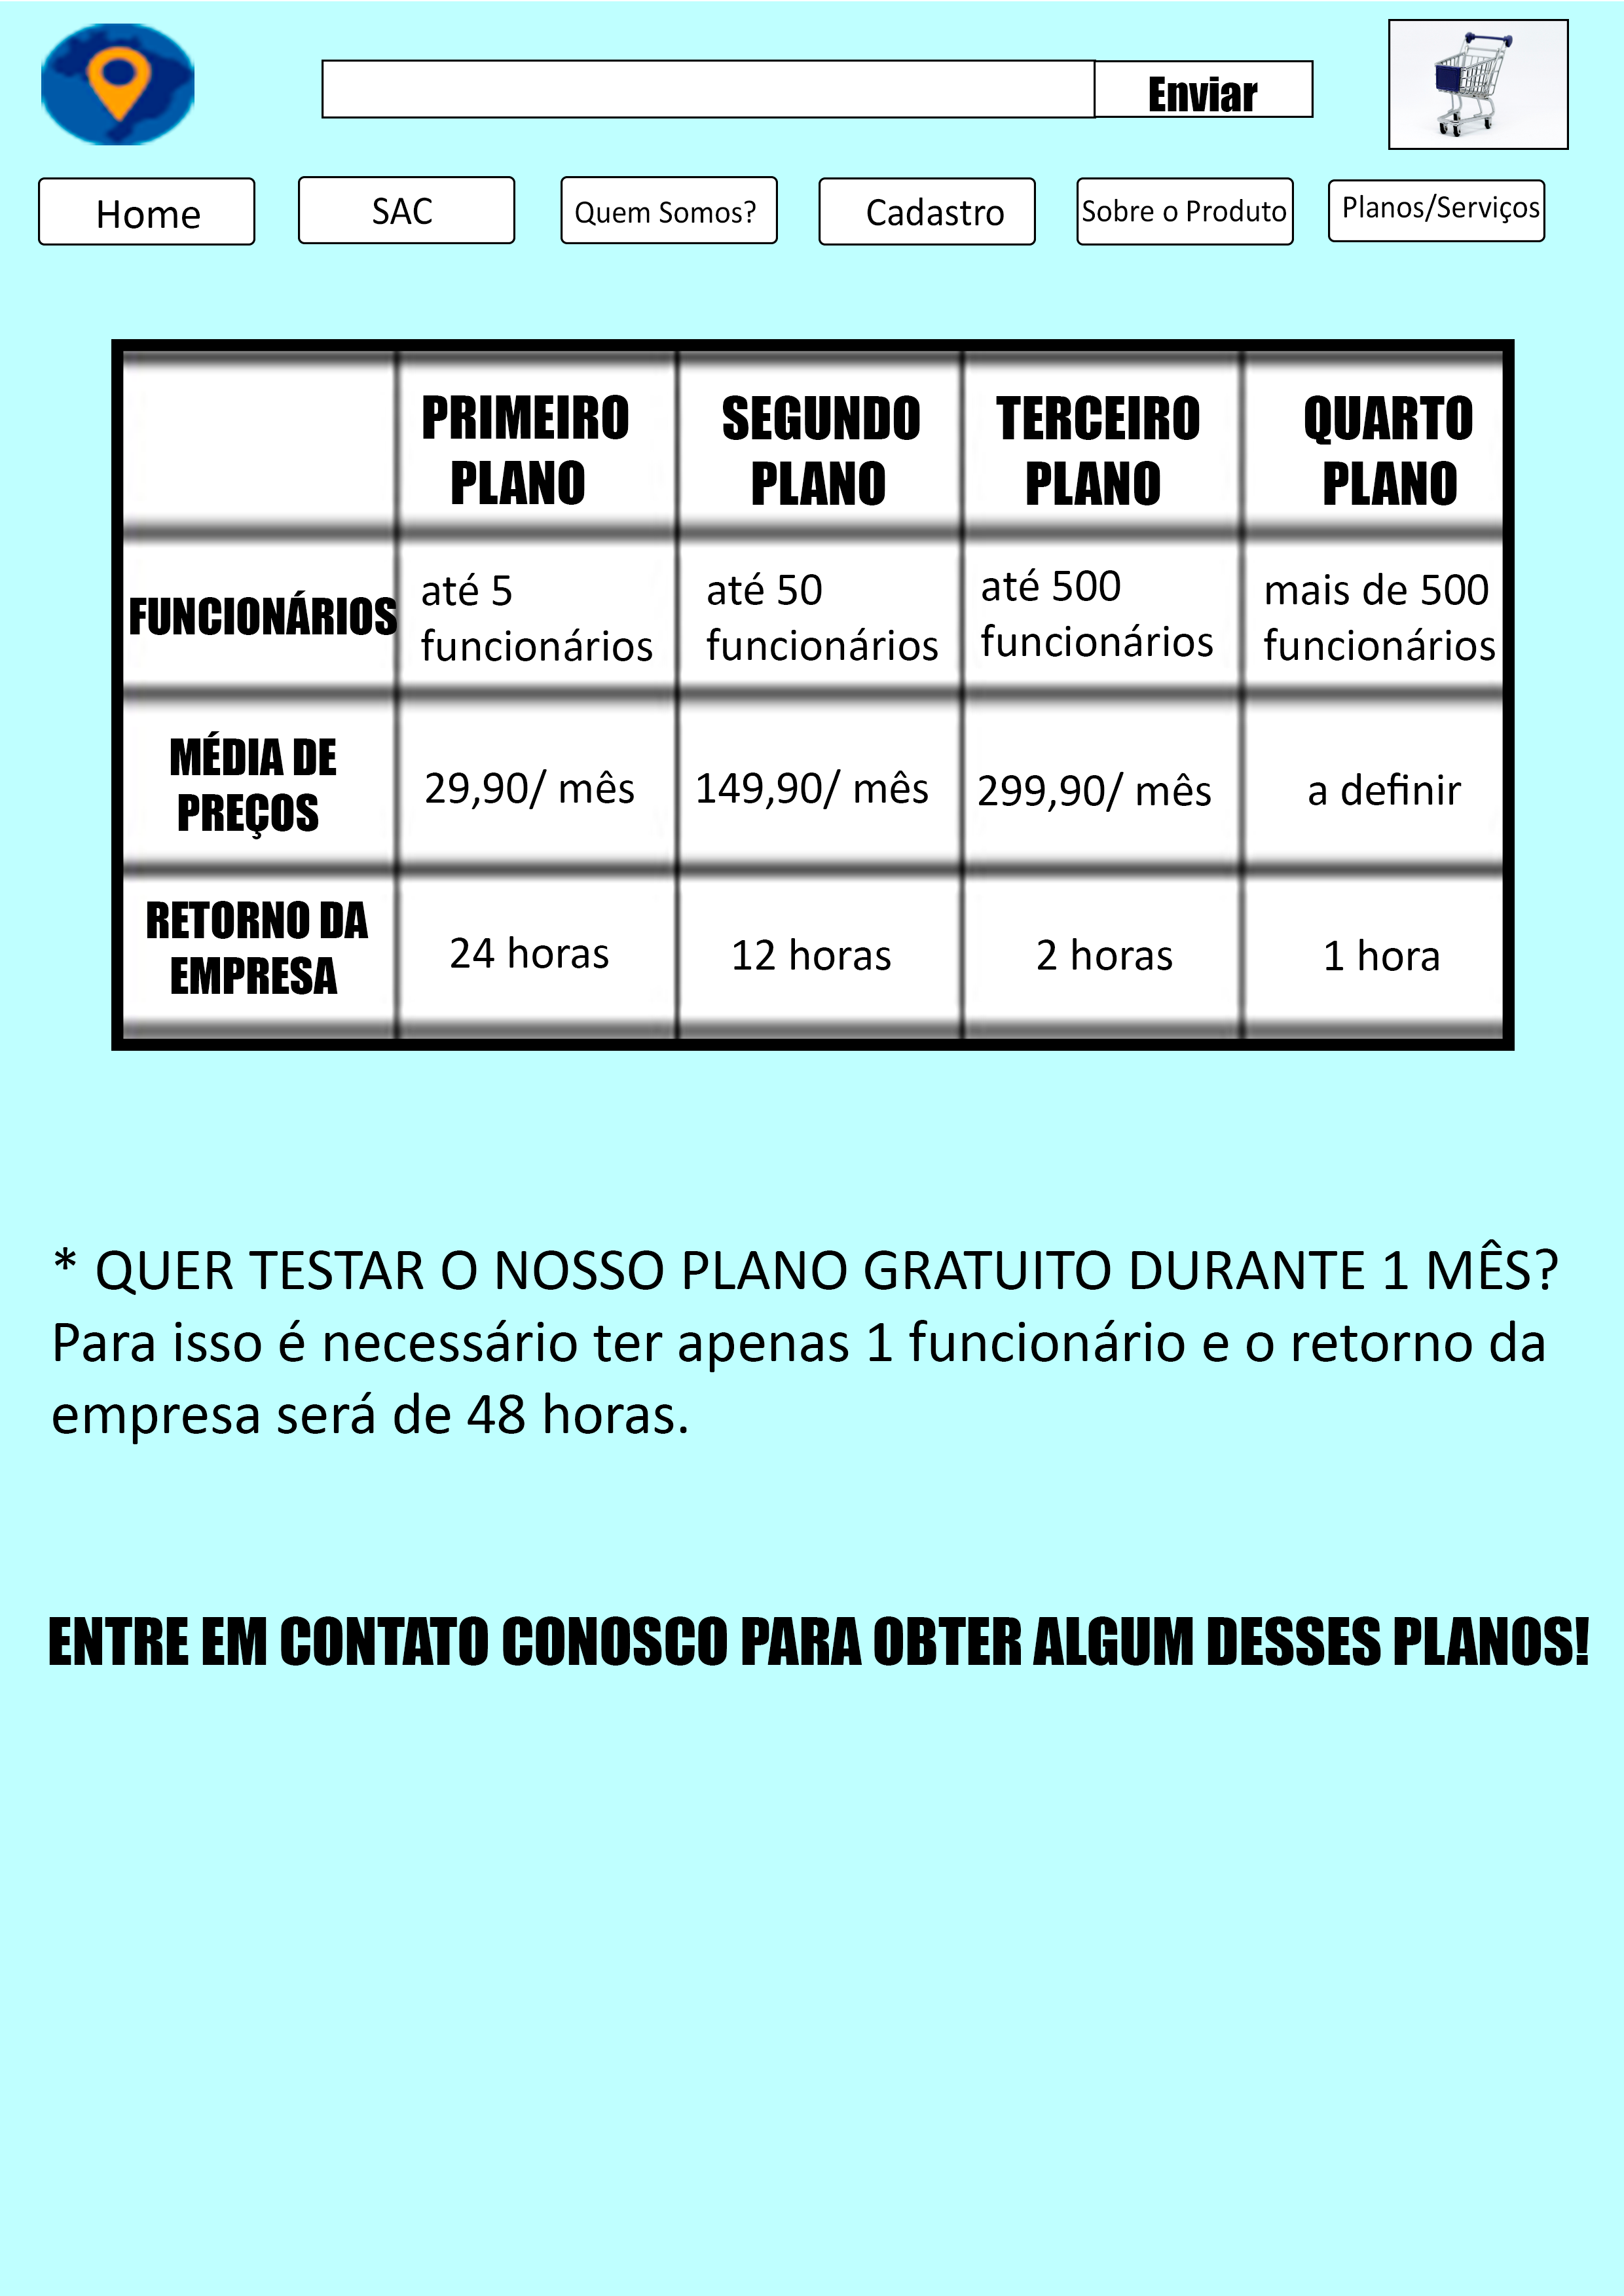 Enviar
Home
SAC
Quem Somos?
Cadastro
Sobre o Produto
Planos/Serviços
PRIMEIRO
PLANO
SEGUNDO
PLANO
TERCEIRO
PLANO
QUARTO
PLANO
FUNCIONÁRIOS
até 5
funcionários
até 50
funcionários
até 500
funcionários
mais de 500
funcionários
MÉDIA DE
PREÇOS
29,90/ mês
149,90/ mês
299,90/ mês
a definir
RETORNO DA
EMPRESA
24 horas
12 horas
2 horas
1 hora
* QUER TESTAR O NOSSO PLANO GRATUITO DURANTE 1 MÊS?
Para isso é necessário ter apenas 1 funcionário e o retorno da
empresa será de 48 horas.
ENTRE EM CONTATO CONOSCO PARA OBTER ALGUM DESSES PLANOS!